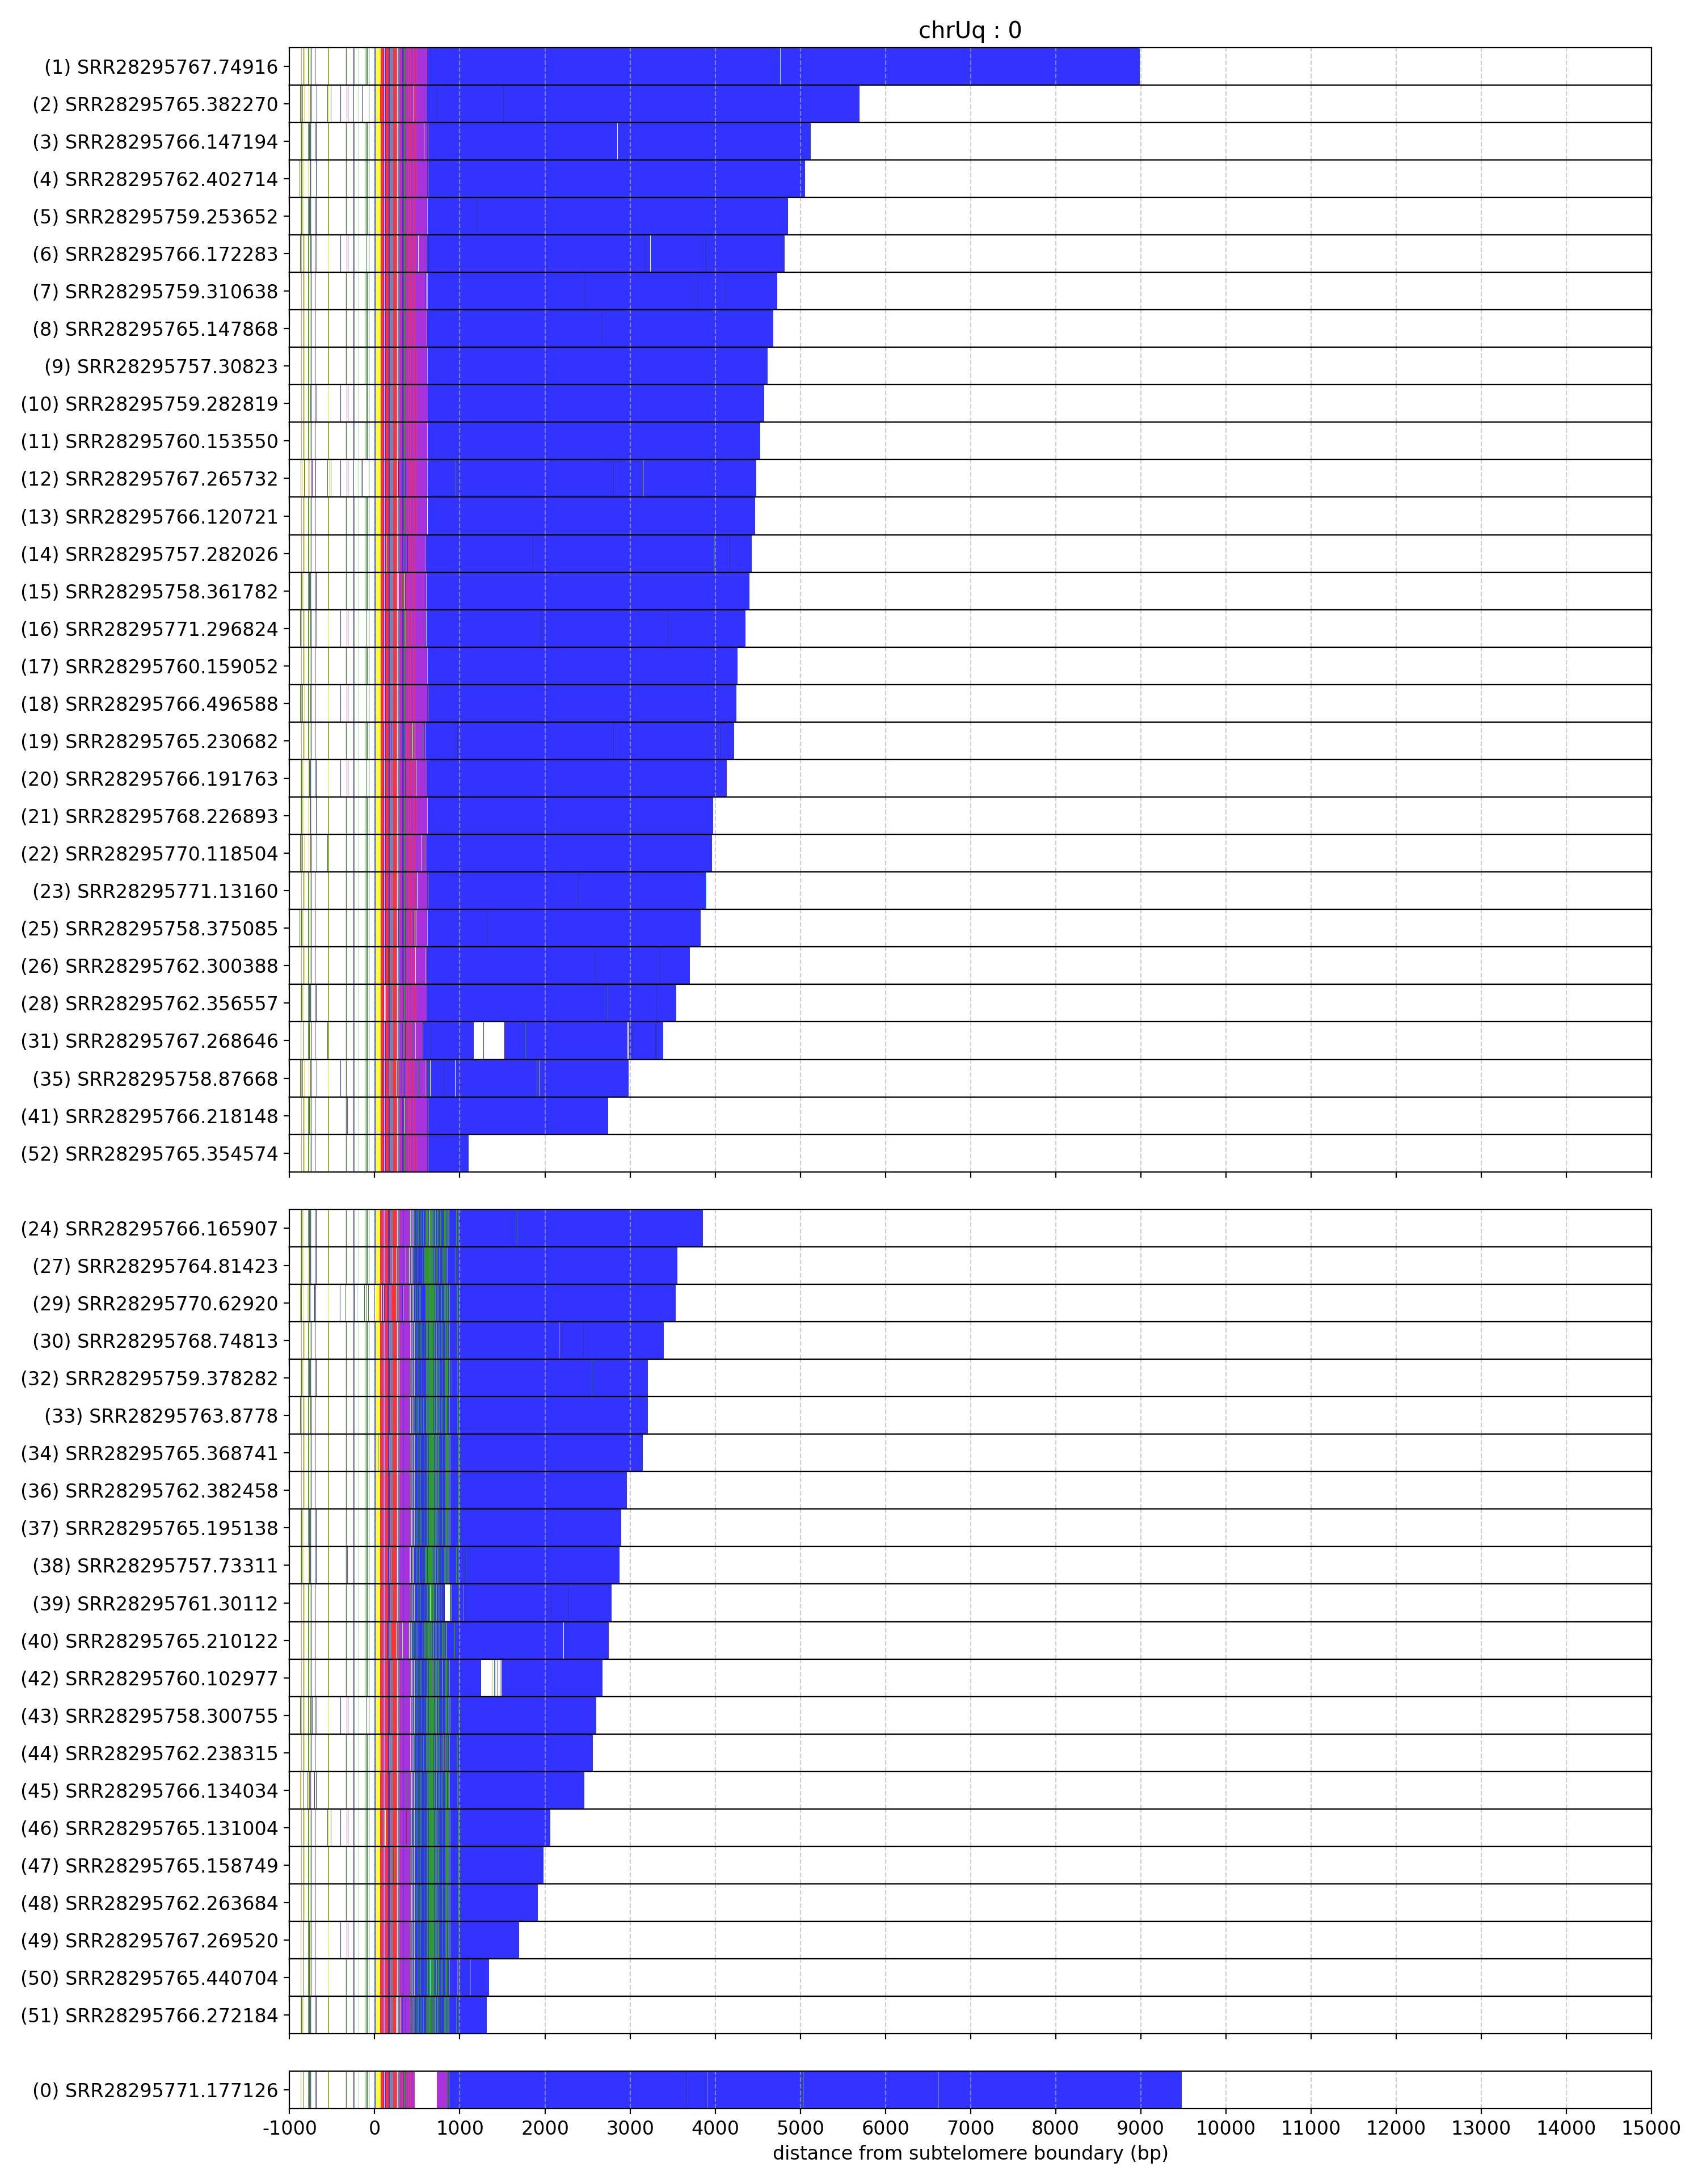 chrUq : 0
(1) SRR28295767.74916
(2) SRR28295765.382270
(3) SRR28295766.147194
(4) SRR28295762.402714
(5) SRR28295759.253652
(6) SRR28295766.172283
(7) SRR28295759.310638
(8) SRR28295765.147868
(9) SRR28295757.30823
(10) SRR28295759.282819
(11) SRR28295760.153550
(12) SRR28295767.265732
(13) SRR28295766.120721
(14) SRR28295757.282026
(15) SRR28295758.361782
(16) SRR28295771.296824
(17) SRR28295760.159052
(18) SRR28295766.496588
(19) SRR28295765.230682
(20) SRR28295766.191763
(21) SRR28295768.226893
(22) SRR28295770.118504
(23) SRR28295771.13160
(25) SRR28295758.375085
(26) SRR28295762.300388
(28) SRR28295762.356557
(31) SRR28295767.268646
(35) SRR28295758.87668
(41) SRR28295766.218148
(52) SRR28295765.354574
(24) SRR28295766.165907
(27) SRR28295764.81423
(29) SRR28295770.62920
(30) SRR28295768.74813
(32) SRR28295759.378282
(33) SRR28295763.8778
(34) SRR28295765.368741
(36) SRR28295762.382458
(37) SRR28295765.195138
(38) SRR28295757.73311
(39) SRR28295761.30112
(40) SRR28295765.210122
(42) SRR28295760.102977
(43) SRR28295758.300755
(44) SRR28295762.238315
(45) SRR28295766.134034
(46) SRR28295765.131004
(47) SRR28295765.158749
(48) SRR28295762.263684
(49) SRR28295767.269520
(50) SRR28295765.440704
(51) SRR28295766.272184
(0) SRR28295771.177126
-1000 0 1000 2000 3000 4000 5000 6000 7000 8000 9000 10000 11000 12000 13000 14000 15000
distance from subtelomere boundary (bp)